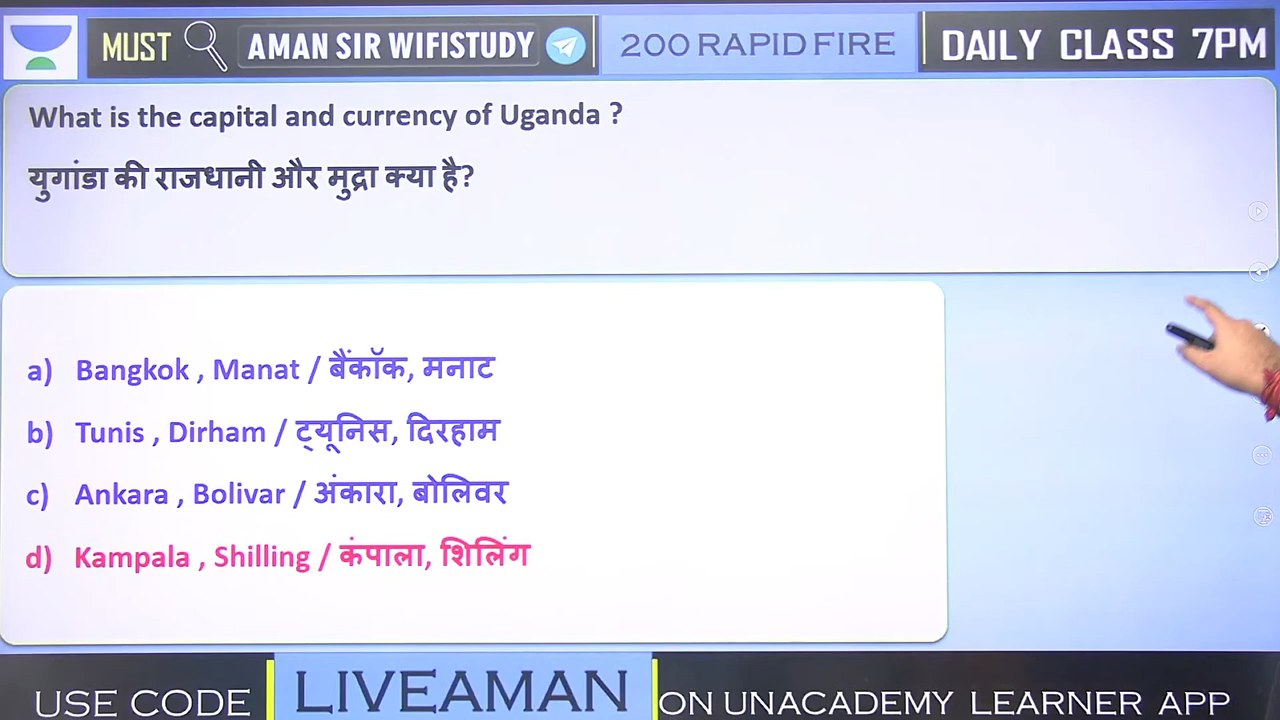 MUST AMAN SIR WIFISTUDY 200 RAPID FIRE DAILY CLASS 7PM
What is the capital and currency of Uganda ?
युगांडा की राजधानी और मुद्रा क्या है?
a) Bangkok , Manat / बैंकॉक, मनाट
b) Tunis , Dirham / ट्यूनिस, दिरहाम
c) Ankara , Bolivar / अंकारा, बोलिवर
d) Kampala , Shilling / कंपाला, शिलिंग
USE CODE LIVEAMAN ON UNACADEMY LEARNER APP